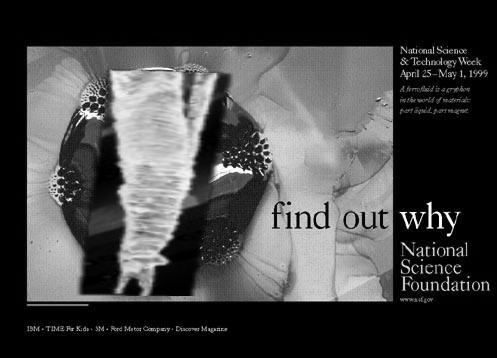 National Science
& Technology Week
April 25–May 1, 1999
A ferrofluid is a gryphon
in the world of materials:
part liquid, part magnet.
find out why
National
Science
Foundation
www.nsf.gov
IBM • TIME For Kids • 3M • Ford Motor Company • Discover Magazine